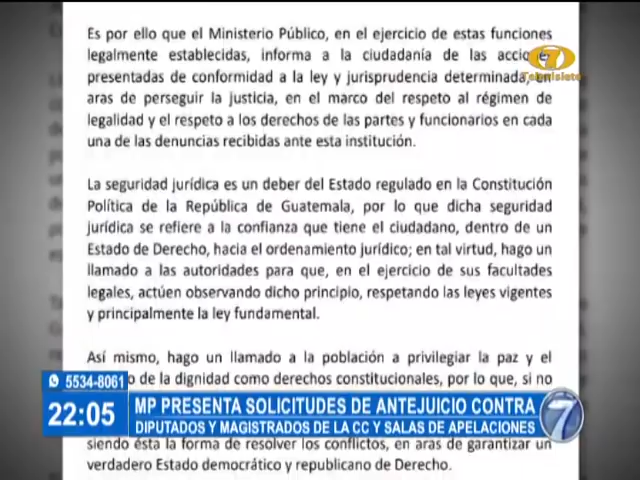 Es por ello que el Ministerio Público, en el ejercicio de estas funciones
legalmente establecidas, informa a la ciudadanía de las
presentadas de conformidad a la ley y jurisprudencia determinada, en
aras de perseguir la justicia, en el marco del respeto al régimen de
legalidad y el respeto a los derechos de las partes y funcionarios en cada
una de las denuncias recibidas ante esta institución.
7
Televisiete
La seguridad jurídica es un deber del Estado regulado en la Constitución
Política de la República de Guatemala, por lo que dicha seguridad
jurídica se refiere a la confianza que tiene el ciudadano, dentro de un
Estado de Derecho, hacia el ordenamiento jurídico; en tal virtud, hago un
llamado a las autoridades para que, en el ejercicio de sus facultades
legales, actúen observando dicho principio, respetando las leyes vigentes
y principalmente la ley fundamental.
Así mismo, hago un llamado a la población a privilegiar la paz y el
de la dignidad como derechos constitucionales, por lo que, si no
5534-8061
22:05
MP PRESENTA SOLICITUDES DE ANTEJUICIO CONTRA
DIPUTADOS Y MAGISTRADOS DE LA CC Y SALAS DE APELACIONES
7
siendo ésta la forma de resolver los conflictos, en aras de garantizar un
verdadero Estado democrático y republicano de Derecho.